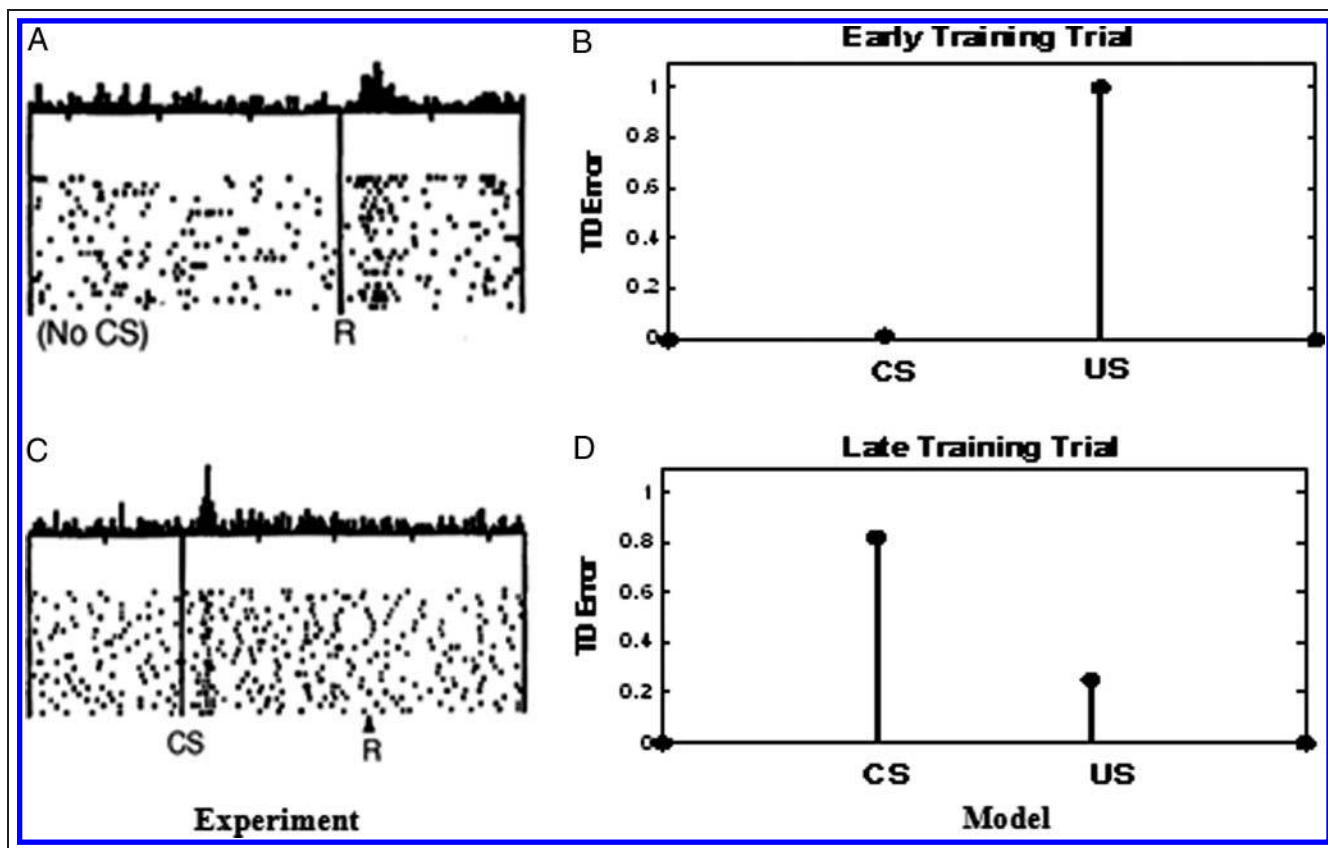 A
(No CS)
R
B
Early Training Trial
TD Error
1
0.8
0.6
0.4
0.2
0
CS
US
C
CS
R
Experiment
D
Late Training Trial
TD Error
1
0.8
0.6
0.4
0.2
0
CS
US
Model